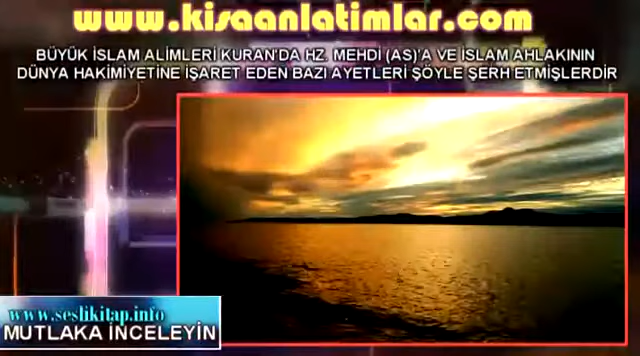 www.kisaanlatimlar.com
BÜYÜK İSLAM ALİMLERİ KURAN'DA HZ. MEHDİ (AS)'A VE İSLAM AHLAKININ
DÜNYA HAKİMİYETİNE İŞARET EDEN BAZI AYETLERİ ŞÖYLE ŞERH ETMİŞLERDİR
www.seslikitap.info
MUTLAKA İNCELEYİN